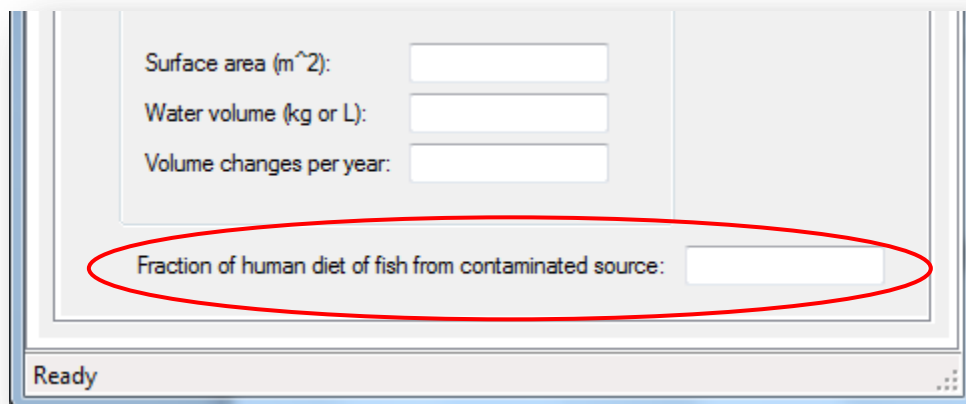 Surface area (m^2):
Water volume (kg or L):
Volume changes per year:
Fraction of human diet of fish from contaminated source:
Ready